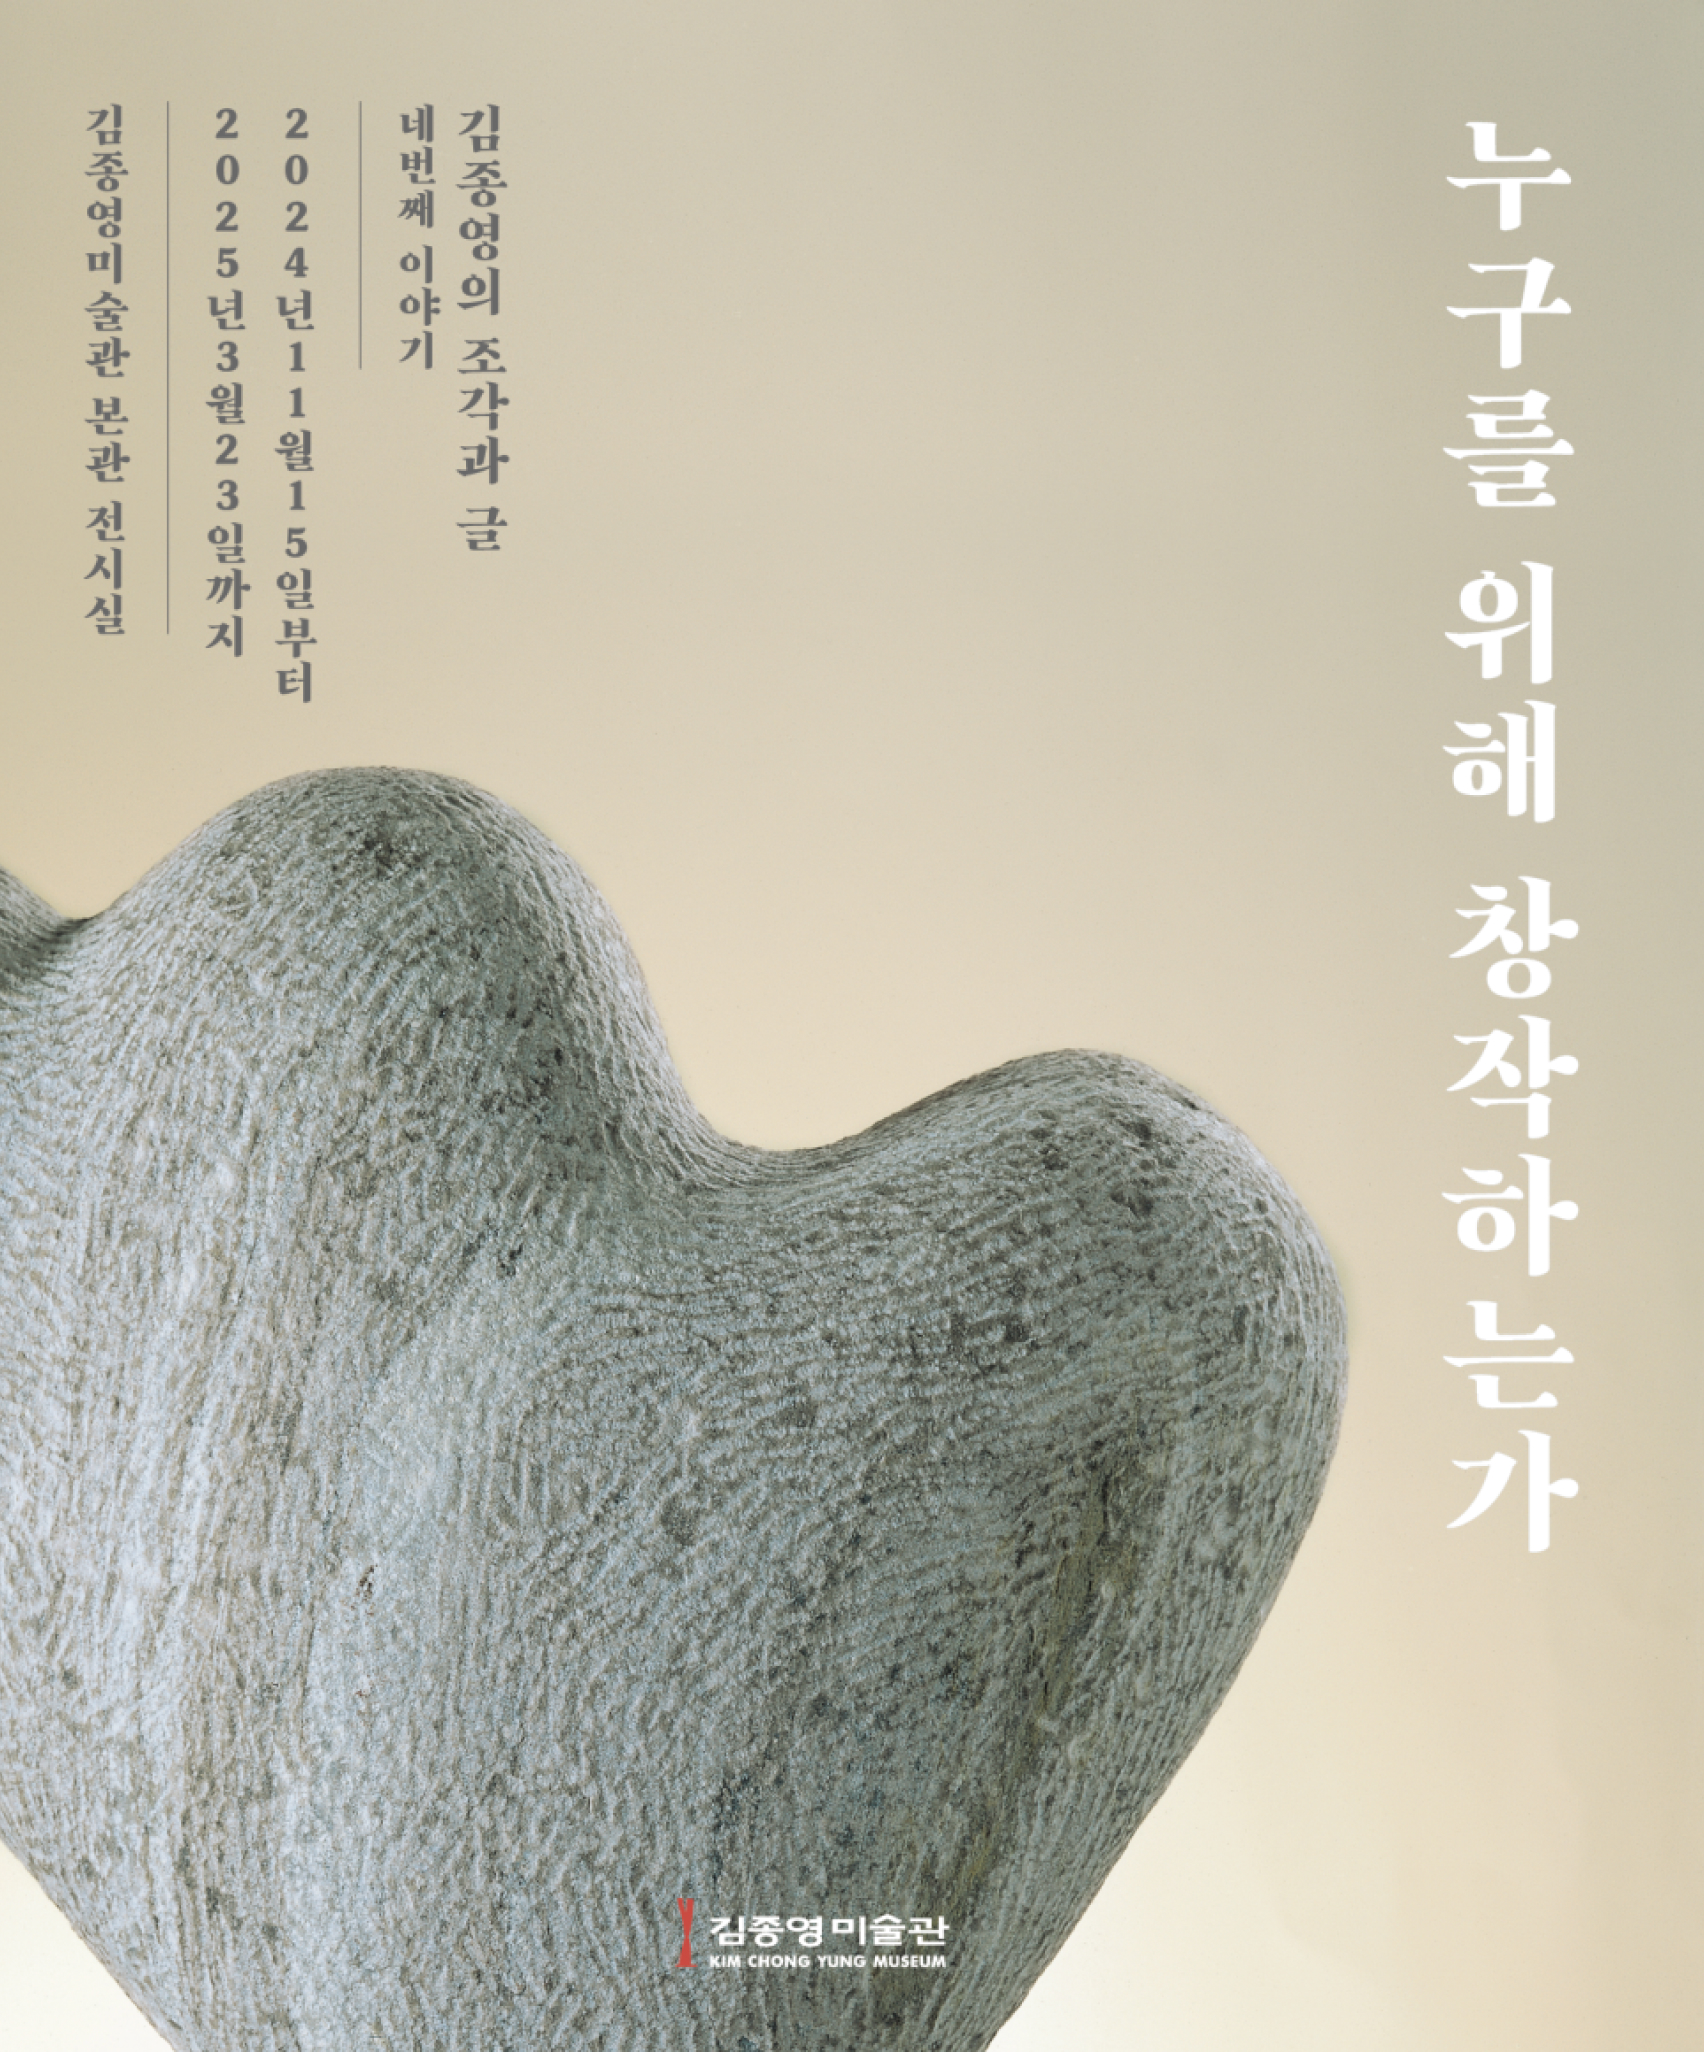 누구를 위해 창작하는가
김종영의 조각과 글
네번째 이야기
2024년11월15일부터
2025년3월23일까지
김종영미술관 본관 전시실
김종영미술관
KIM CHONG YUNG MUSEUM